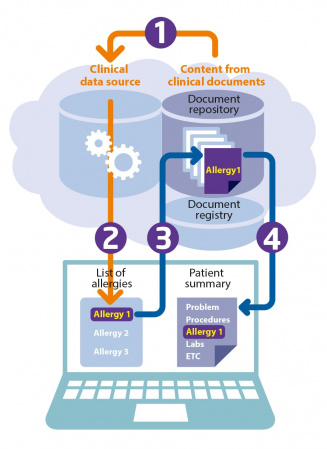 1
Clinical
data source
Content from
clinical documents
Document
repository
Allergy1
Document
registry
2
3
4
List of
allergies
Allergy 1
Allergy 2
Allergy 3
Patient
summary
Problem
Procedures
Allergy 1
Labs
ETC